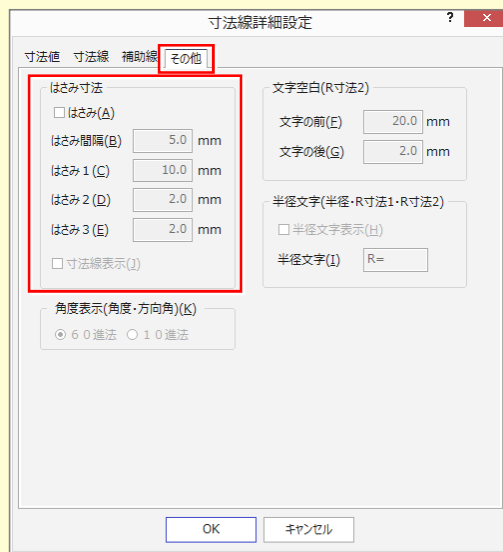 寸法線詳細設定
? ×
寸法値 寸法線 補助線 その他
はさみ寸法
はさみ(A)
はさみ間隔(B) 5.0 mm
はさみ1(C) 10.0 mm
はさみ2(D) 2.0 mm
はさみ3(E) 2.0 mm
寸法線表示(J)
角度表示(角度・方向角)(K)
60進法 10進法
文字空白(R寸法2)
文字の前(F) 20.0 mm
文字の後(G) 2.0 mm
半径文字(半径・R寸法1・R寸法2)
半径文字表示(H)
半径文字(I) R=
OK キャンセル